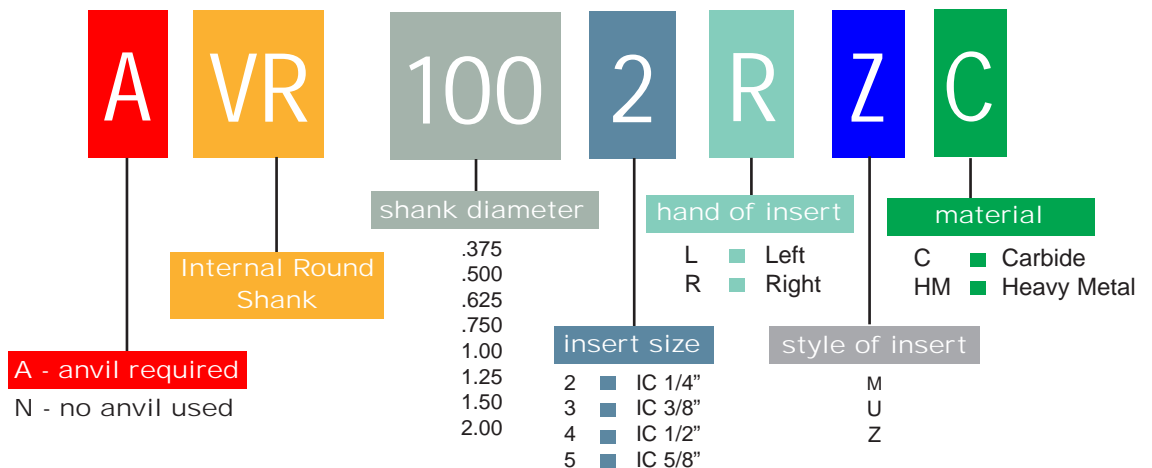 A VR 100 2 R Z C
shank diameter
.375
.500
.625
.750
1.00
1.25
1.50
2.00
hand of insert
L Left
R Right
material
C Carbide
HM Heavy Metal
Internal Round
Shank
A - anvil required
N - no anvil used
insert size
2 IC 1/4”
3 IC 3/8”
4 IC 1/2”
5 IC 5/8”
style of insert
M
U
Z